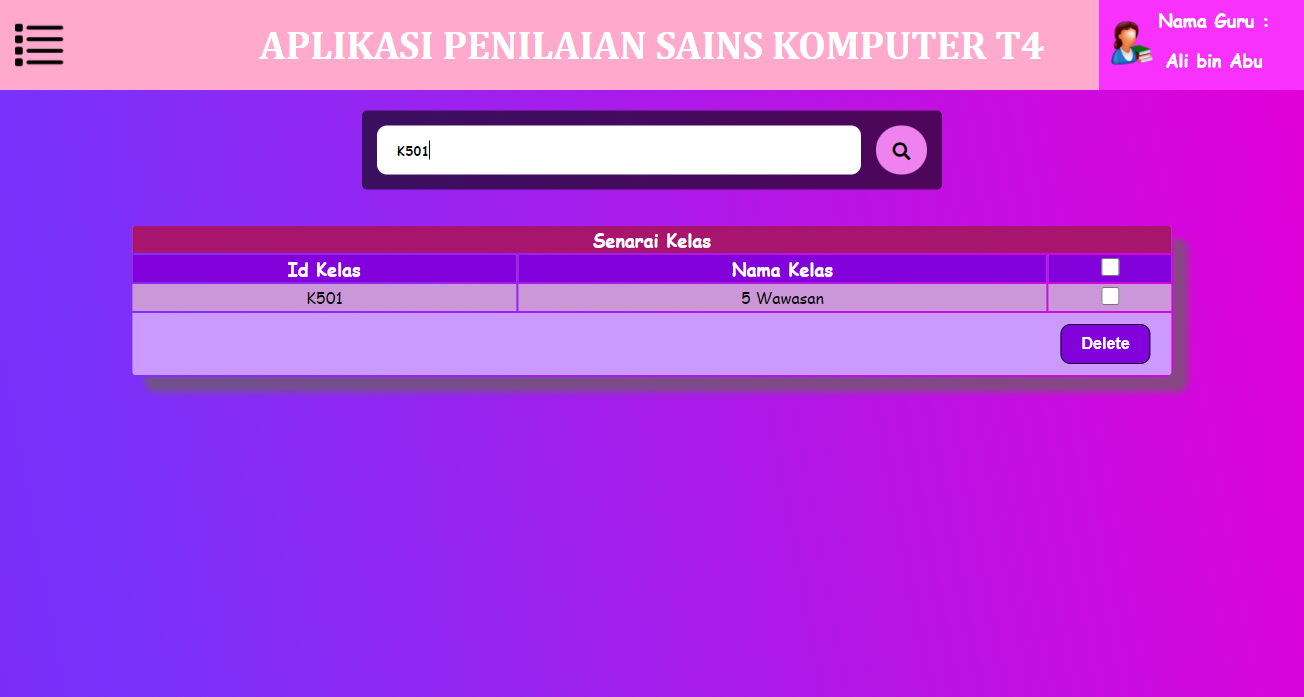 APLIKASI PENILAIAN SAINS KOMPUTER T4
Nama Guru :
Ali bin Abu
K501
Senarai Kelas
Id Kelas Nama Kelas
K501 5 Wawasan
Delete